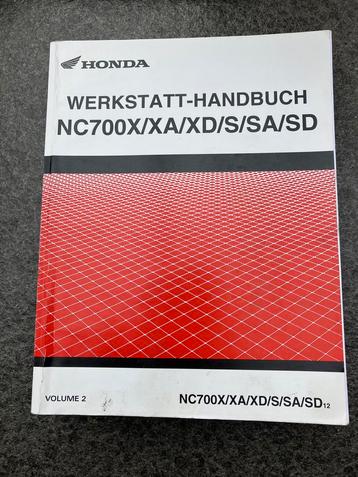 HONDA
WERKSTATT-HANDBUCH
NC700X/XA/XD/S/SA/SD
VOLUME 2
NC700X/XA/XD/S/SA/SD12